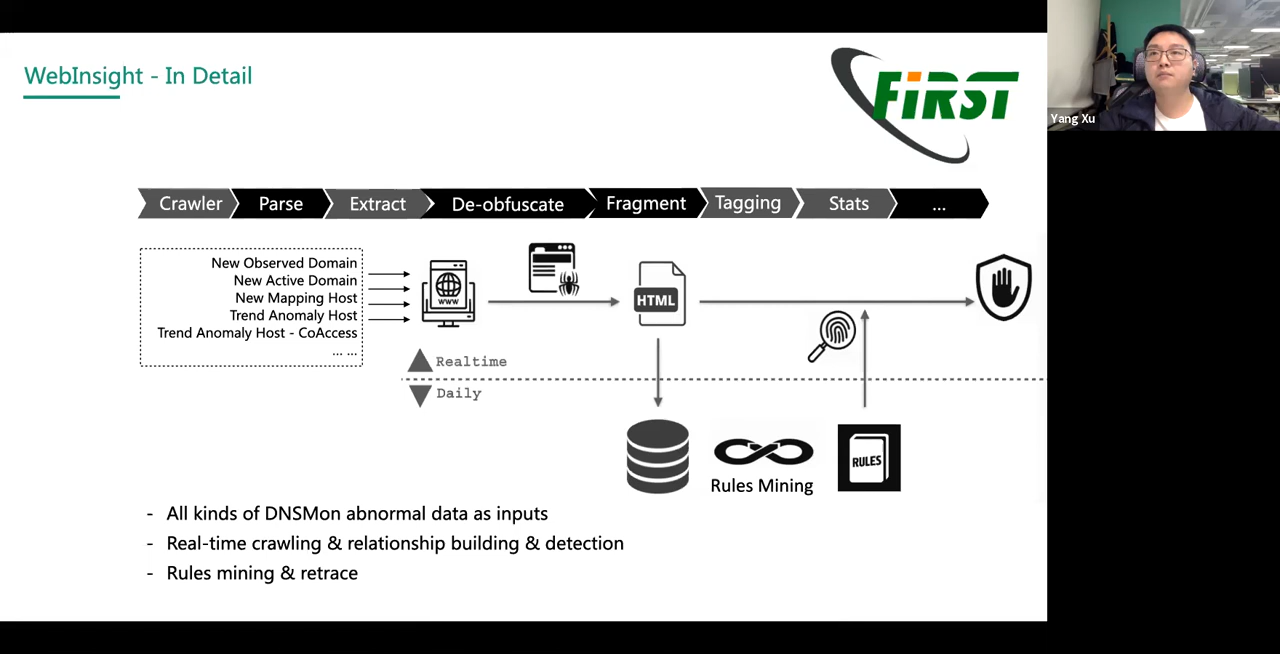 WebInsight - In Detail
FiRST
Yang Xu
Crawler Parse Extract De-obfuscate Fragment Tagging Stats ...
New Observed Domain
New Active Domain
New Mapping Host
Trend Anomaly Host
Trend Anomaly Host - CoAccess
... ...
WWW
HTML
Realtime
Daily
RULES
Rules Mining
- All kinds of DNSMon abnormal data as inputs
- Real-time crawling & relationship building & detection
- Rules mining & retrace